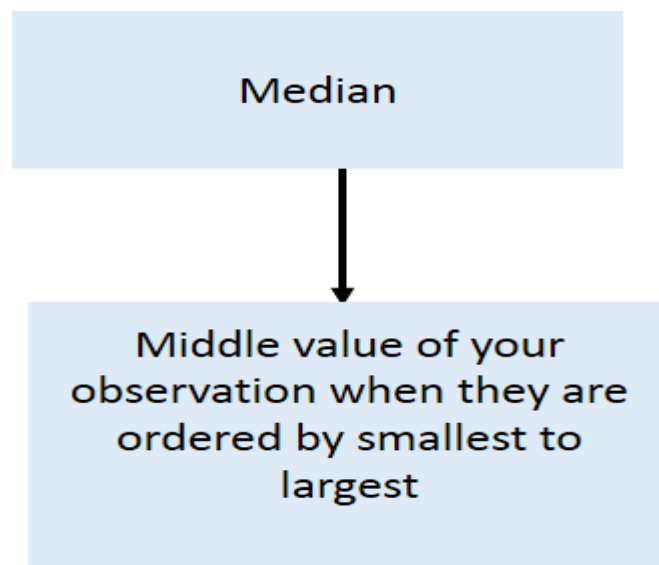 Median
Middle value of your
observation when they are
ordered by smallest to
largest